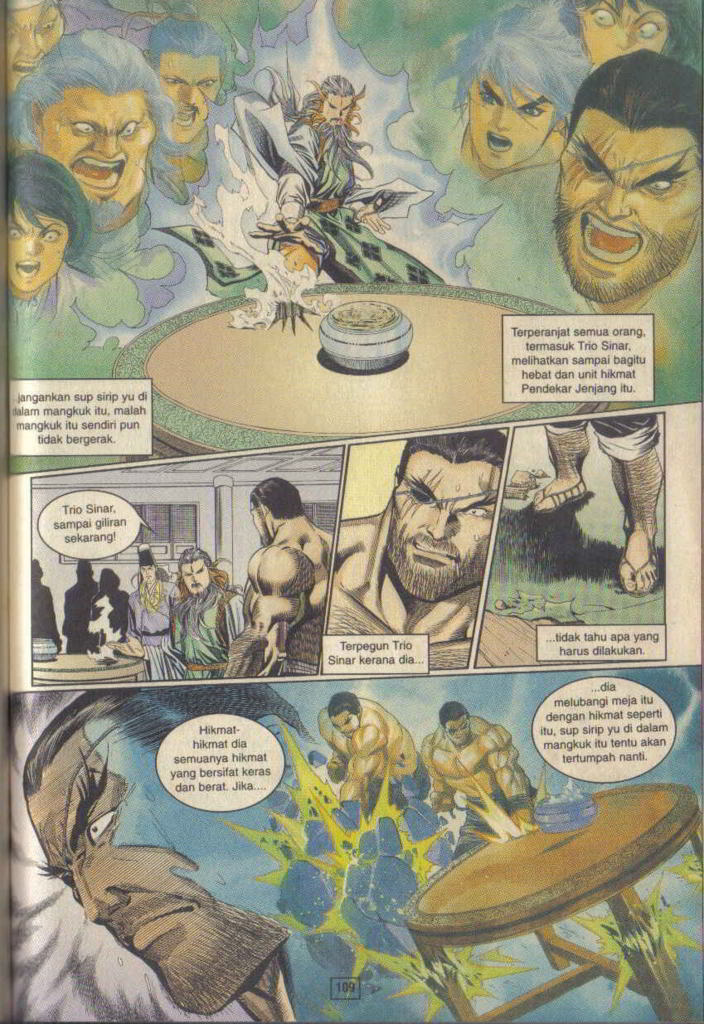 Terperanjat semua orang,
termasuk Trio Sinar,
melihatkan sampai bagitu
hebat dan unit hikmat
Pendekar Jenjang itu.
jangankan sup sirip yu di
dalam mangkuk itu, malah
mangkuk itu sendiri pun
tidak bergerak.
Trio Sinar,
sampai giliran
sekarang!
Terpegun Trio
Sinar kerana dia...
...tidak tahu apa yang
harus dilakukan.
Hikmat-
hikmat dia
semuanya hikmat
yang bersifat keras
dan berat. Jika....
...dia
melubangi meja itu
dengan hikmat seperti
itu, sup sirip yu di dalam
mangkuk itu tentu akan
tertumpah nanti.
109